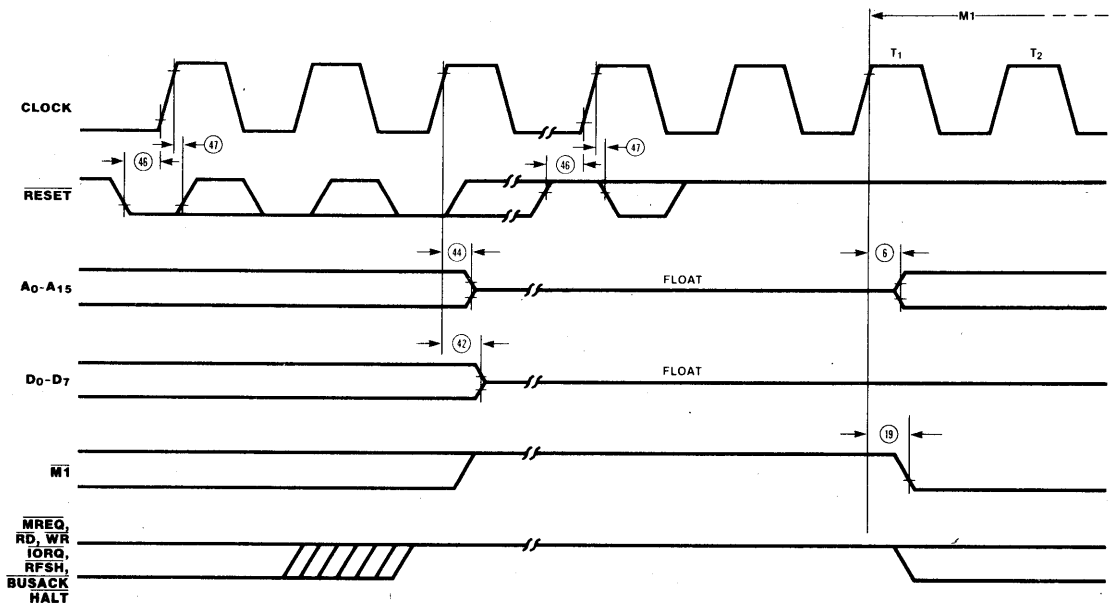 M1
T1
T2
CLOCK
46
47
46
47
RESET
44
6
A0-A15
FLOAT
42
D0-D7
FLOAT
19
M1
MREQ,
RD, WR
IORQ,
RFSH,
BUSACK
HALT